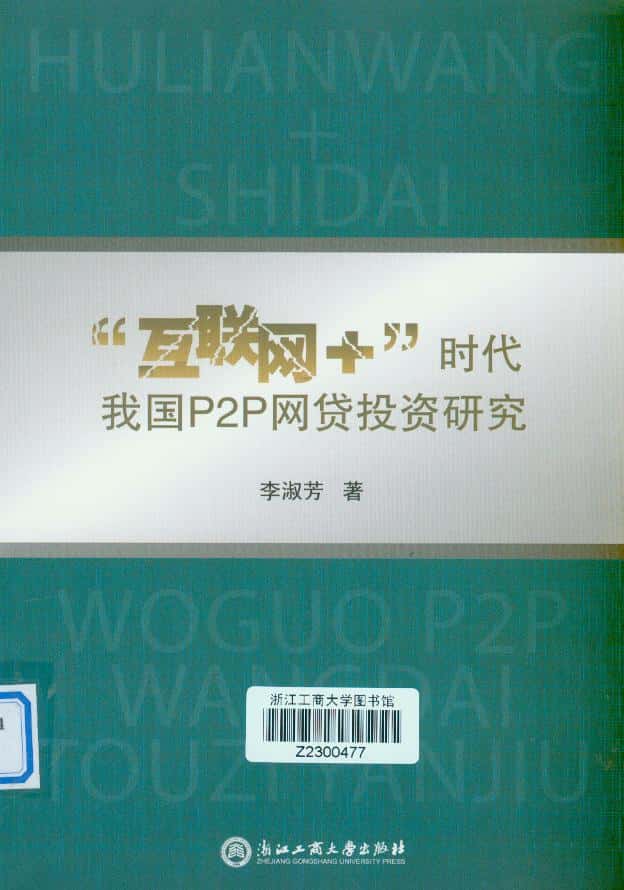 HULIANWANG
+
SHIDAI
“互联网+”时代
我国P2P网贷投资研究
李淑芳 著
WOGUO P2P
WANGDAI
TOUZI YANJIU
浙江工商大学图书馆
Z2300477
浙江工商大学出版社
ZHEJIANG GONGSHANG UNIVERSITY PRESS